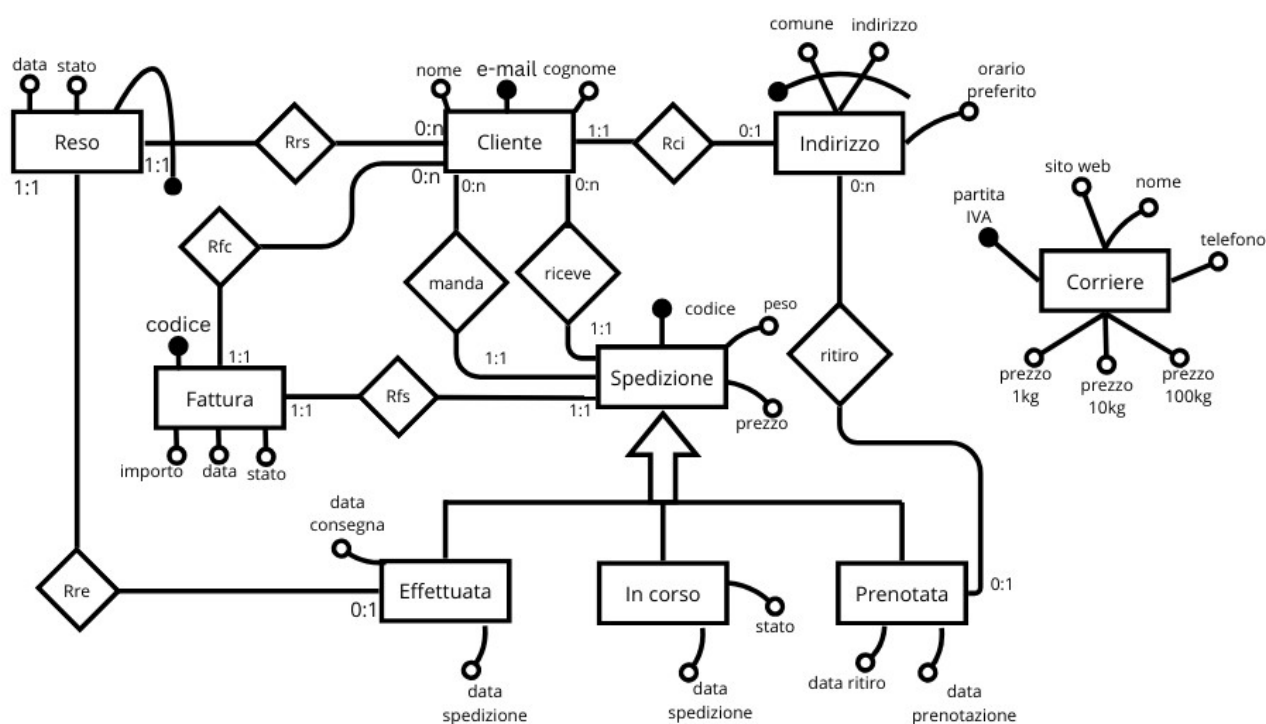 comune
indirizzo
data
stato
nome
e-mail
cognome
orario
preferito
Reso
Rrs
0:n
Cliente
1:1
Rci
0:1
Indirizzo
1:1
1:1
0:n
0:n
0:n
0:n
sito web
nome
partita
IVA
telefono
Rfc
manda
riceve
Corriere
codice
1:1
1:1
1:1
codice
peso
ritiro
prezzo
1kg
prezzo
10kg
prezzo
100kg
Fattura
1:1
Rfs
1:1
Spedizione
prezzo
importo
data
stato
data
consegna
Rre
0:1
Effettuata
In corso
Prenotata
0:1
stato
data
spedizione
data
spedizione
data ritiro
data
prenotazione